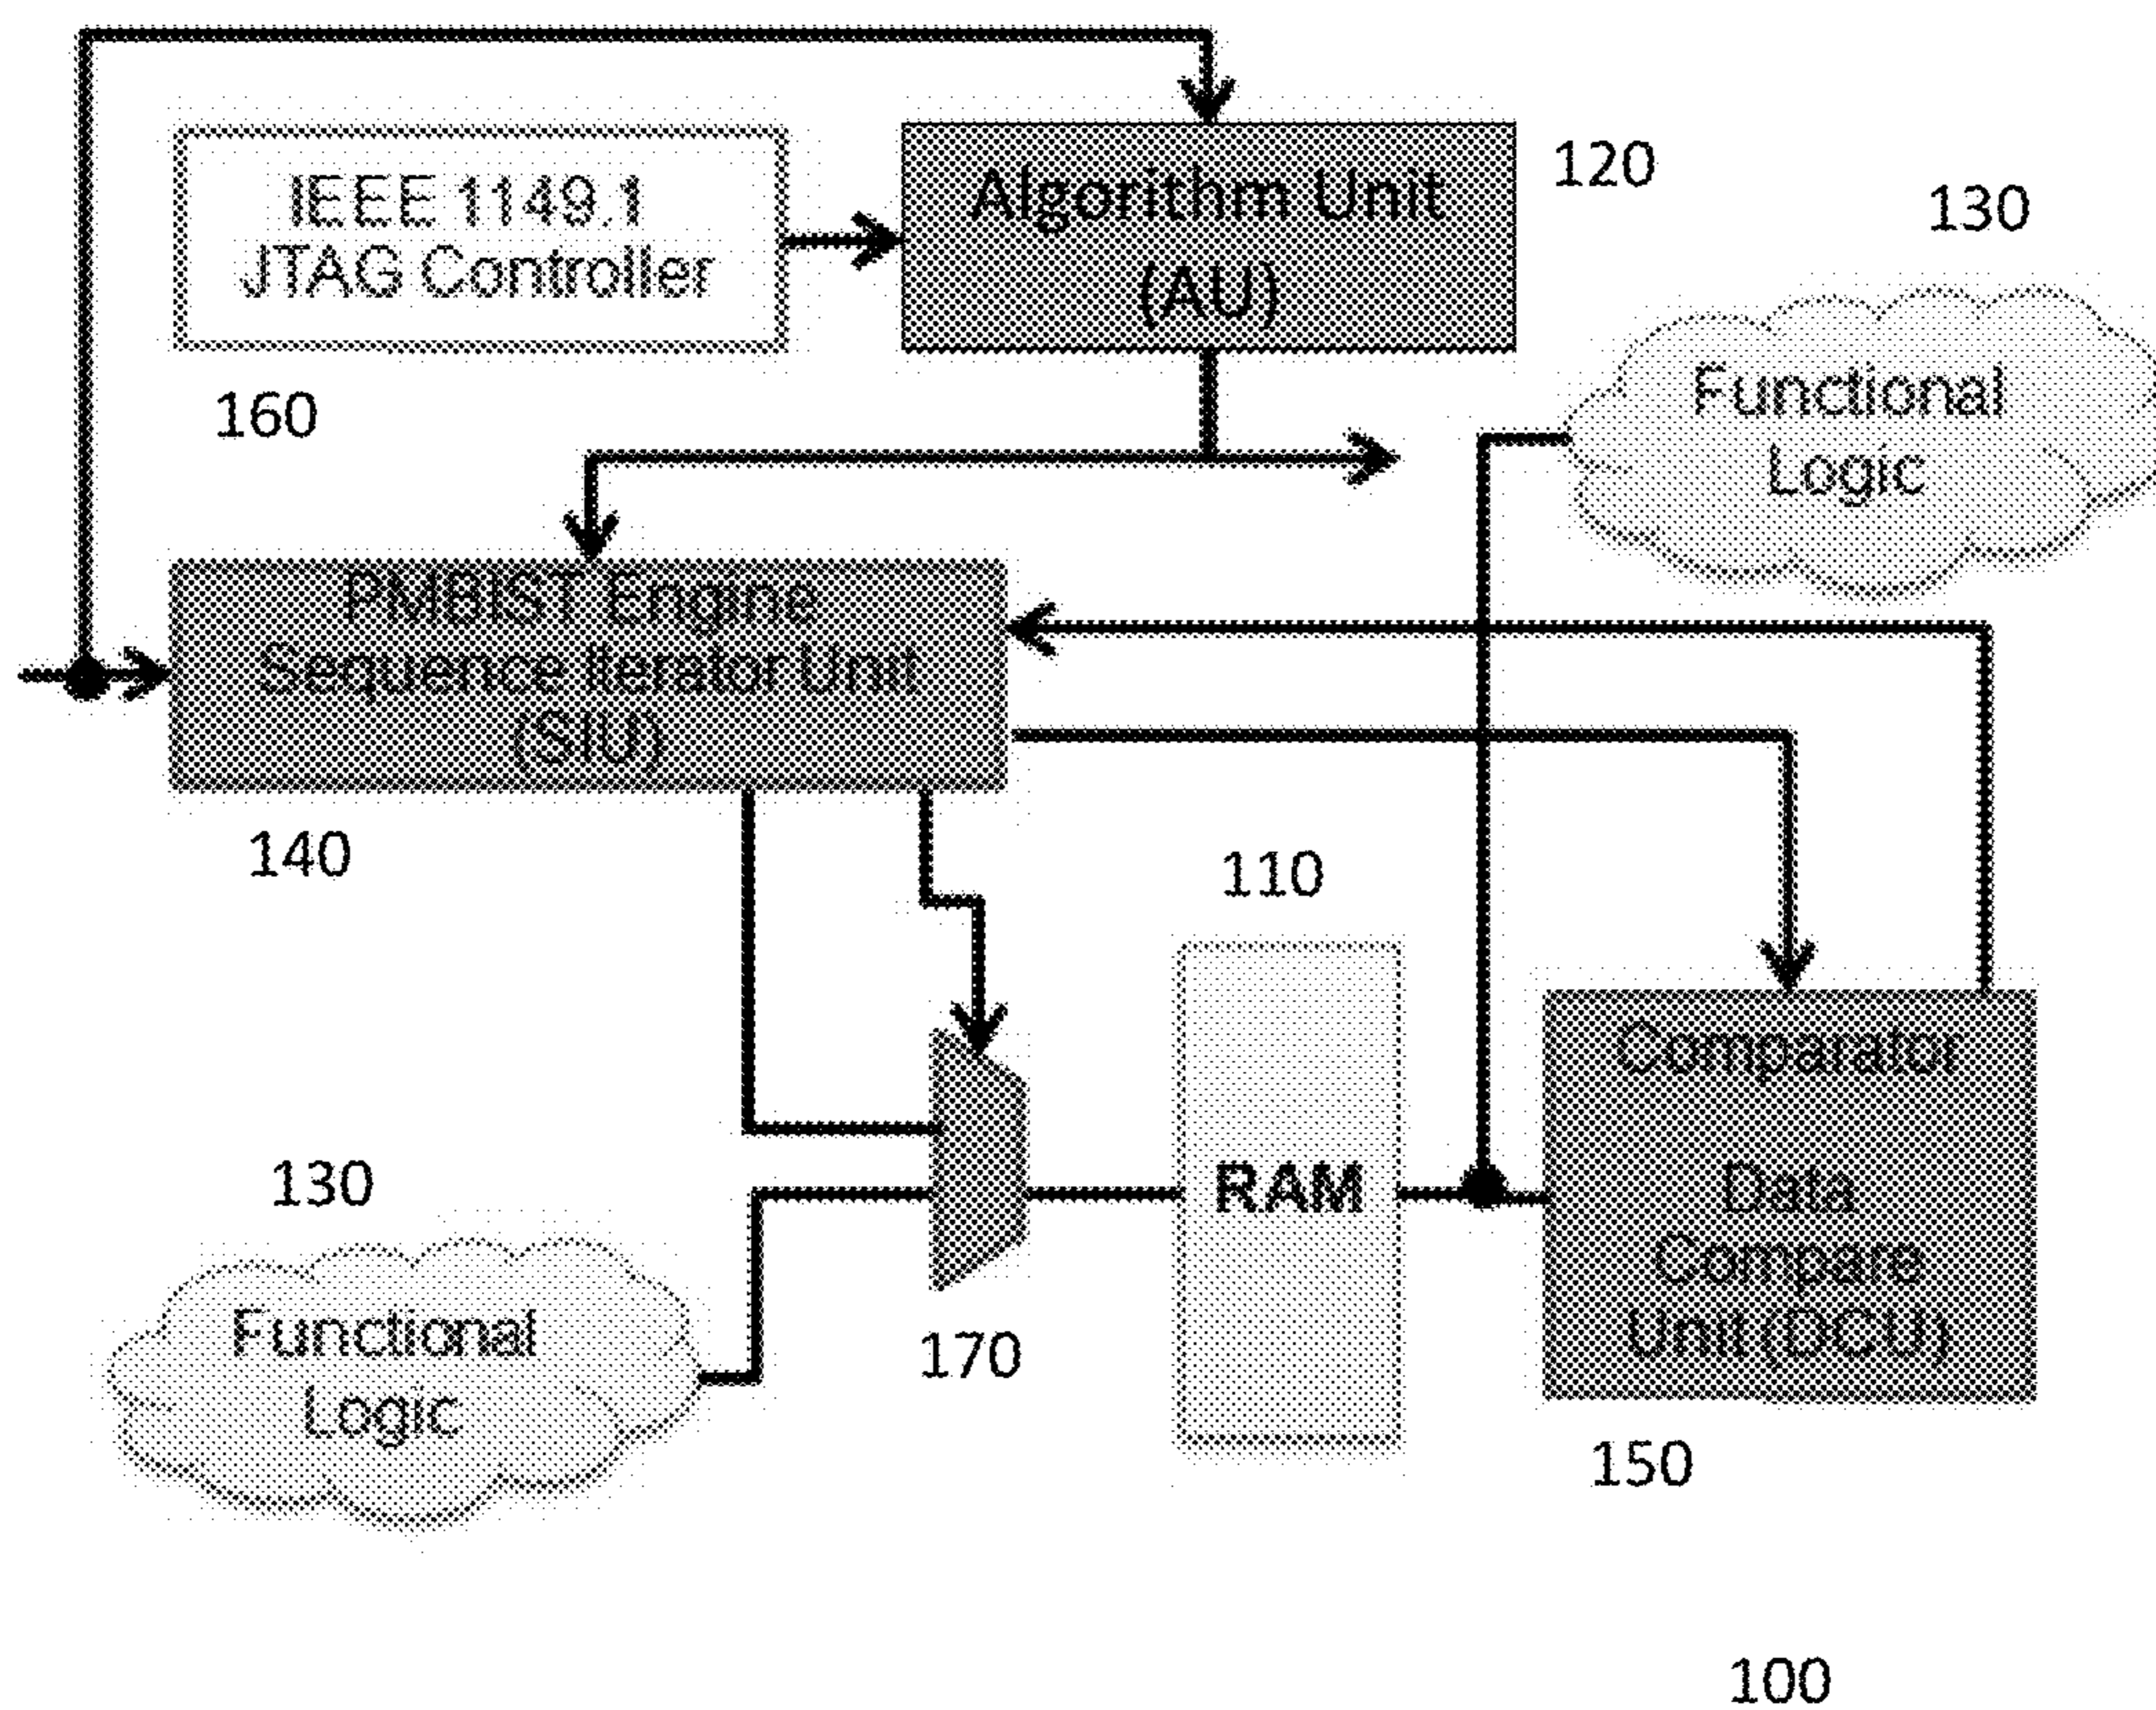 IEEE 1149.1
JTAG Controller
160
Algorithm Unit
(AU)
120
130
Functional
Logic
PMBIST Engine
Sequence Iterator Unit
(SIU)
140
110
RAM
130
Functional
Logic
170
Comparator
Data
Compare
Unit (DCU)
150
100